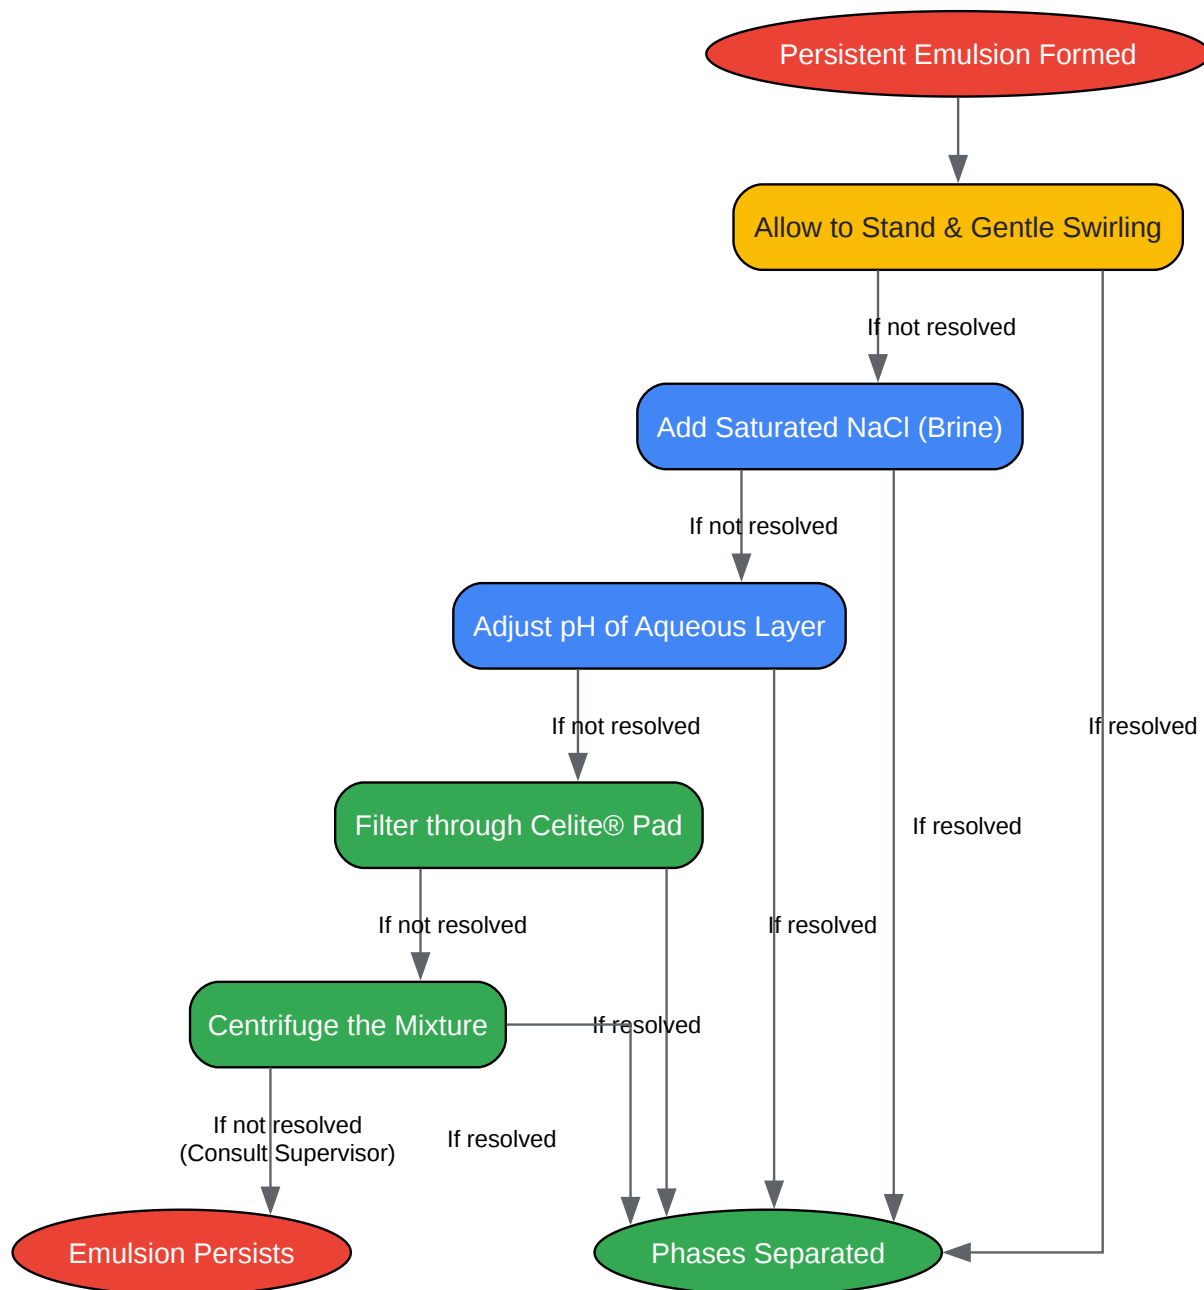 Persistent Emulsion Formed
Allow to Stand & Gentle Swirling
If not resolved
Add Saturated NaCl (Brine)
If not resolved
Adjust pH of Aqueous Layer
If not resolved
If resolved
Filter through Celite® Pad
If resolved
If not resolved
If resolved
Centrifuge the Mixture
If resolved
If not resolved
(Consult Supervisor)
If resolved
Emulsion Persists
Phases Separated